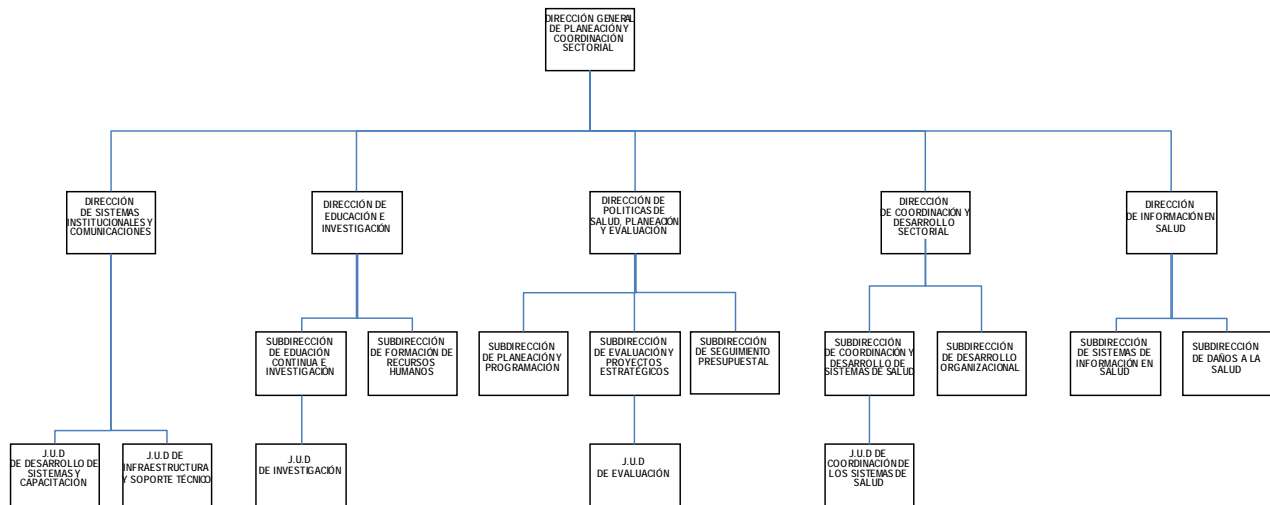 DIRECCIÓN GENERAL
DE PLANEACIÓN Y
COORDINACIÓN
SECTORIAL
DIRECCIÓN
DE SISTEMAS
INSTITUCIONALES Y
COMUNICACIONES
DIRECCIÓN DE
EDUCACIÓN E
INVESTIGACIÓN
DIRECCIÓN DE
POLITICAS DE
SALUD, PLANEACIÓN
Y EVALUACIÓN
DIRECCIÓN
DE COORDINACIÓN Y
DESARROLLO
SECTORIAL
DIRECCIÓN
DE INFORMACIÓN EN
SALUD
SUBDIRECCIÓN
DE EDUACIÓN
CONTINUA E
INVESTIGACIÓN
SUBDIRECCIÓN
DE FORMACIÓN DE
RECURSOS
HUMANOS
SUBDIRECCIÓN
DE PLANEACIÓN Y
PROGRAMACIÓN
SUBDIRECCIÓN
DE EVALUACIÓN Y
PROYECTOS
ESTRATÉGICOS
SUBDIRECCIÓN
DE SEGUIMIENTO
PRESUPUESTAL
SUBDIRECCIÓN
DE COORDINACIÓN Y
DESARROLLO DE
SISTEMAS DE SALUD
SUBDIRECCIÓN
DE DESARROLLO
ORGANIZACIONAL
SUBDIRECCIÓN
DE SISTEMAS DE
INFORMACIÓN EN
SALUD
SUBDIRECCIÓN
DE DAÑOS A LA
SALUD
J.U.D
DE DESARROLLO DE
SISTEMAS Y
CAPACITACIÓN
J.U.D DE
INFRAESTRUCTURA
Y SOPORTE TÉCNICO
J.U.D
DE INVESTIGACIÓN
J.U.D
DE EVALUACIÓN
J.U.D DE
COORDINACIÓN DE
LOS SISTEMAS DE
SALUD